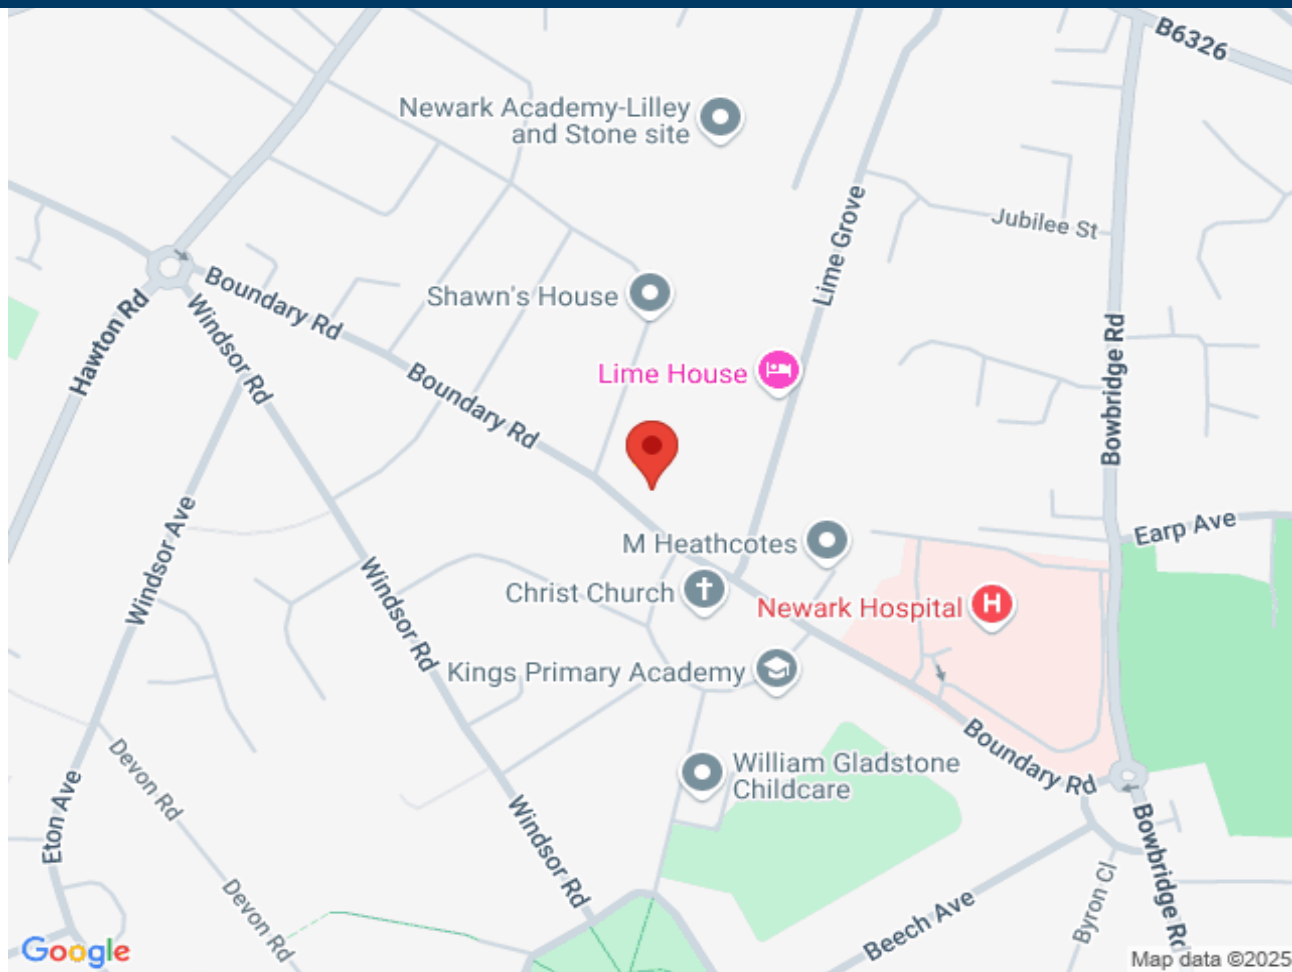 B6326
Newark Academy-Lilley
and Stone site
Jubilee St
Lime Grove
Shawn's House
Boundary Rd
Hawton Rd
Windsor Rd
Lime House
Bowbridge Rd
Boundary Rd
Earp Ave
Windsor Ave
M Heathcotes
Windsor Rd
Christ Church
Newark Hospital
H
Kings Primary Academy
Boundary Rd
William Gladstone
Childcare
Devon Rd
Eton Ave
Windsor Rd
Bowbridge Rd
Beech Ave
Byron Cl
Devon Rd
Google
Map data ©2025